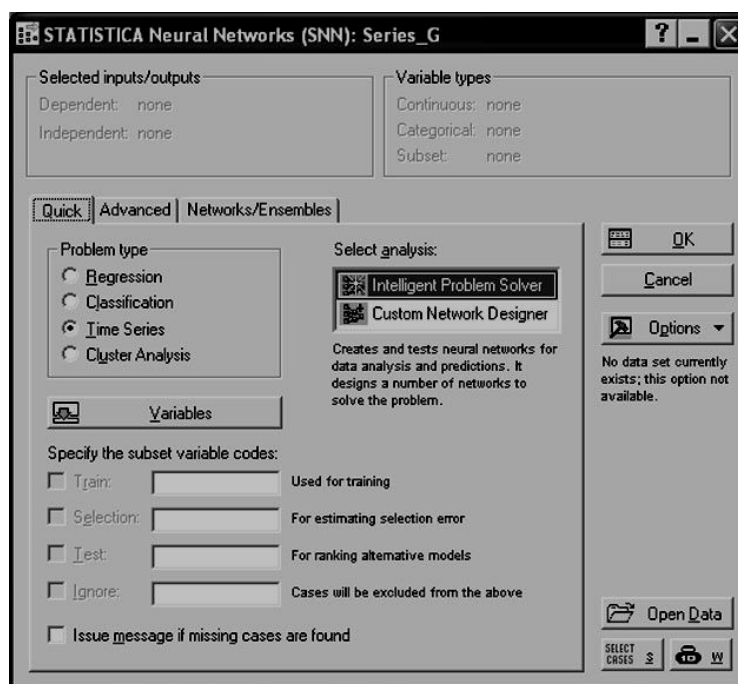 STATISTICA Neural Networks (SNN): Series_G
Selected inputs/outputs
Dependent: none
Independent: none
Variable types
Continuous: none
Categorical: none
Subset: none
Quick
Advanced
Networks/Ensembles
Problem type
Regression
Classification
Time Series
Cluster Analysis
Variables
Select analysis:
Intelligent Problem Solver
Custom Network Designer
Creates and tests neural networks for
data analysis and predictions. It
designs a number of networks to
solve the problem.
Specify the subset variable codes:
Train: Used for training
Selection: For estimating selection error
Test: For ranking alternative models
Ignore: Cases will be excluded from the above
Issue message if missing cases are found
OK
Cancel
Options
No data set currently
exists; this option not
available.
Open Data
SELECT
CASES S
W